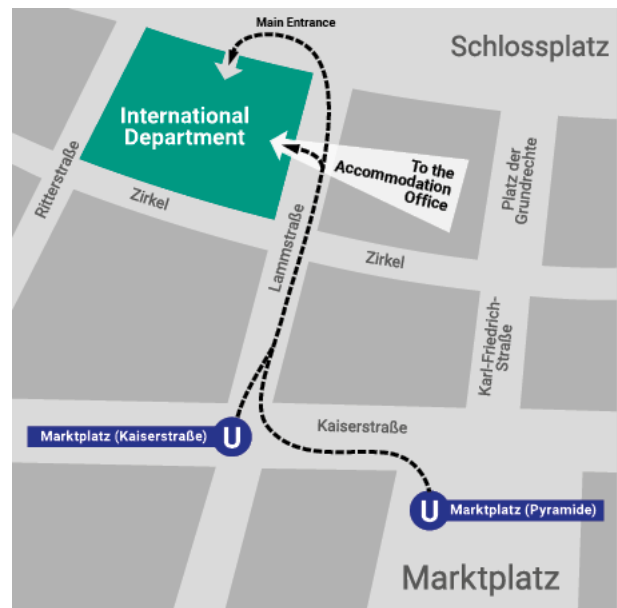 Main Entrance
Schlossplatz
International
Department
To the
Accommodation
Office
Platz der
Grundrechte
Ritterstraße
Zirkel
Lammstraße
Zirkel
Karl-Friedrich-
Straße
Kaiserstraße
Marktplatz (Kaiserstraße)
U
U
Marktplatz (Pyramide)
Marktplatz